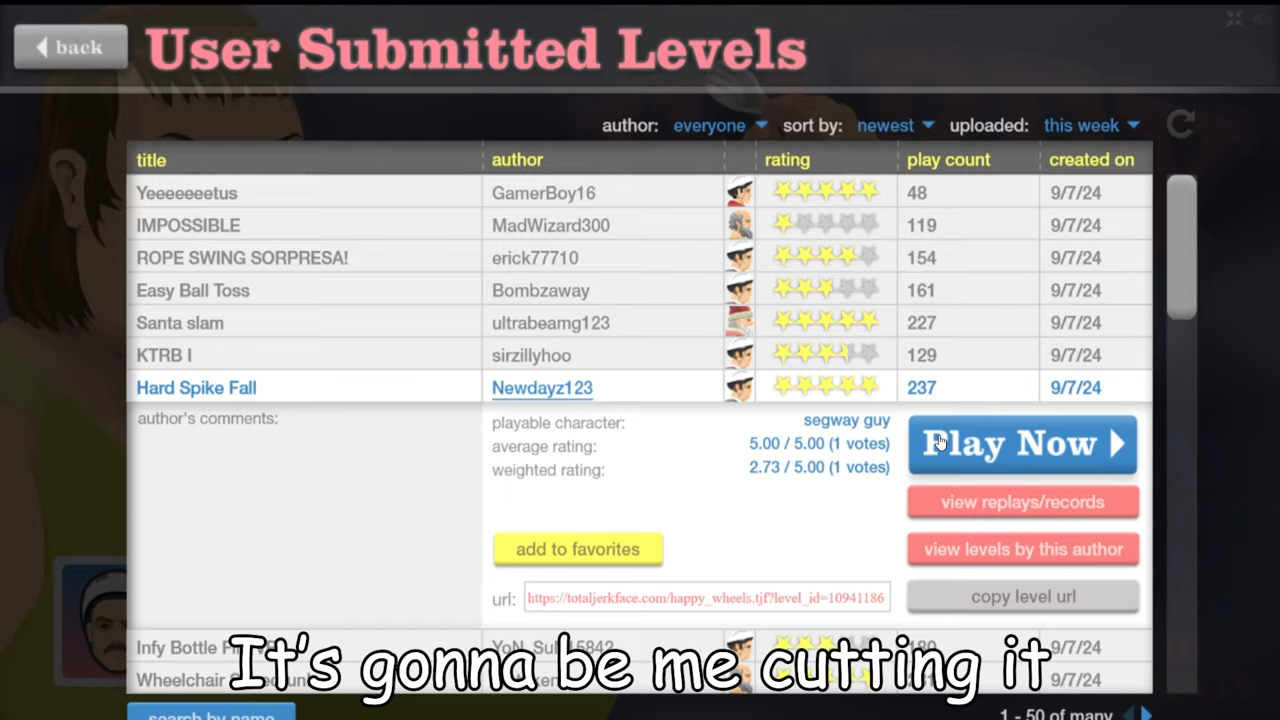 back
User Submitted Levels
author: everyone sort by: newest uploaded: this week
title author rating play count created on
Yeeeeeeetus GamerBoy16 48 9/7/24
IMPOSSIBLE MadWizard300 119 9/7/24
ROPE SWING SORPRESA! erick77710 154 9/7/24
Easy Ball Toss Bombzaway 161 9/7/24
Santa slam ultrabeamg123 227 9/7/24
KTRB I sirzillyhoo 129 9/7/24
Hard Spike Fall Newdayz123 237 9/7/24
author's comments: playable character: segway guy
average rating: 5.00 / 5.00 (1 votes)
weighted rating: 2.73 / 5.00 (1 votes)
Play Now
view replays/records
add to favorites view levels by this author
url: https://totaljerkface.com/happy_wheels.tjf?level_id=10941186 copy level url
Infy Bottle 9/7/24
Wheelchair 9/7/24
It's gonna be me cutting it
search by name 1 - 50 of many